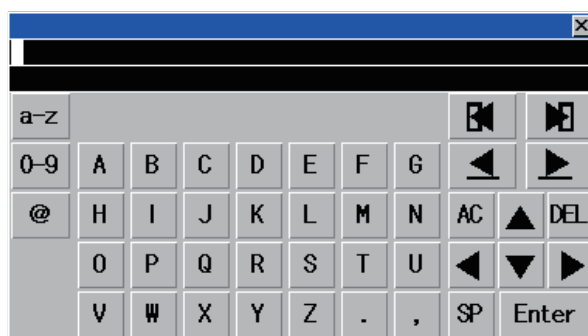 a-z
0-9 A B C D E F G
@ H I J K L M N AC DEL
O P Q R S T U
V W X Y Z . , SP Enter